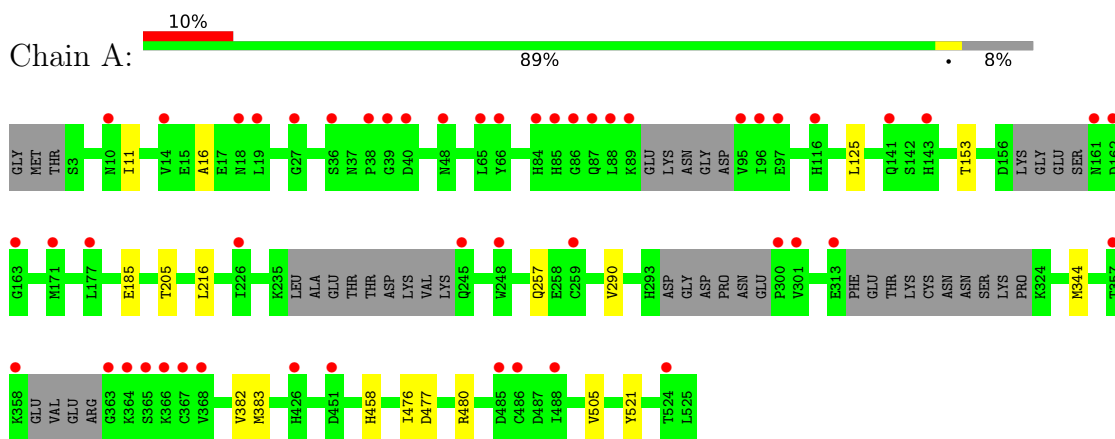 10%
Chain A:
89% • 8%
GLY MET THR S3 N10 I11 V14 E15 A16 E17 N18 L19 G27 S36 N37 P38 G39 D40 N48 L65 Y66 H84 H85 G86 Q87 L88 K89 GLU LYS ASN GLY ASP V95 I96 E97 H116 L125 Q141 S142 H143 T153 D156 LYS GLY GLU SER N161 D162
G163 M171 L177 E185 T205 L216 I226 K235 LEU ALA GLU THR THR ASP LYS VAL LYS Q245 W248 Q257 E258 C259 V290 H293 ASP GLY ASP PRO ASN GLU P300 V301 E313 PHE GLU THR LYS CYS ASN ASN SER LYS PRO K324 M344 T357
K358 GLU VAL GLU ARG G363 K364 S365 K366 C367 V368 V382 M383 H426 D451 H458 I476 D477 R480 D485 C486 D487 I488 V505 Y521 T524 L525